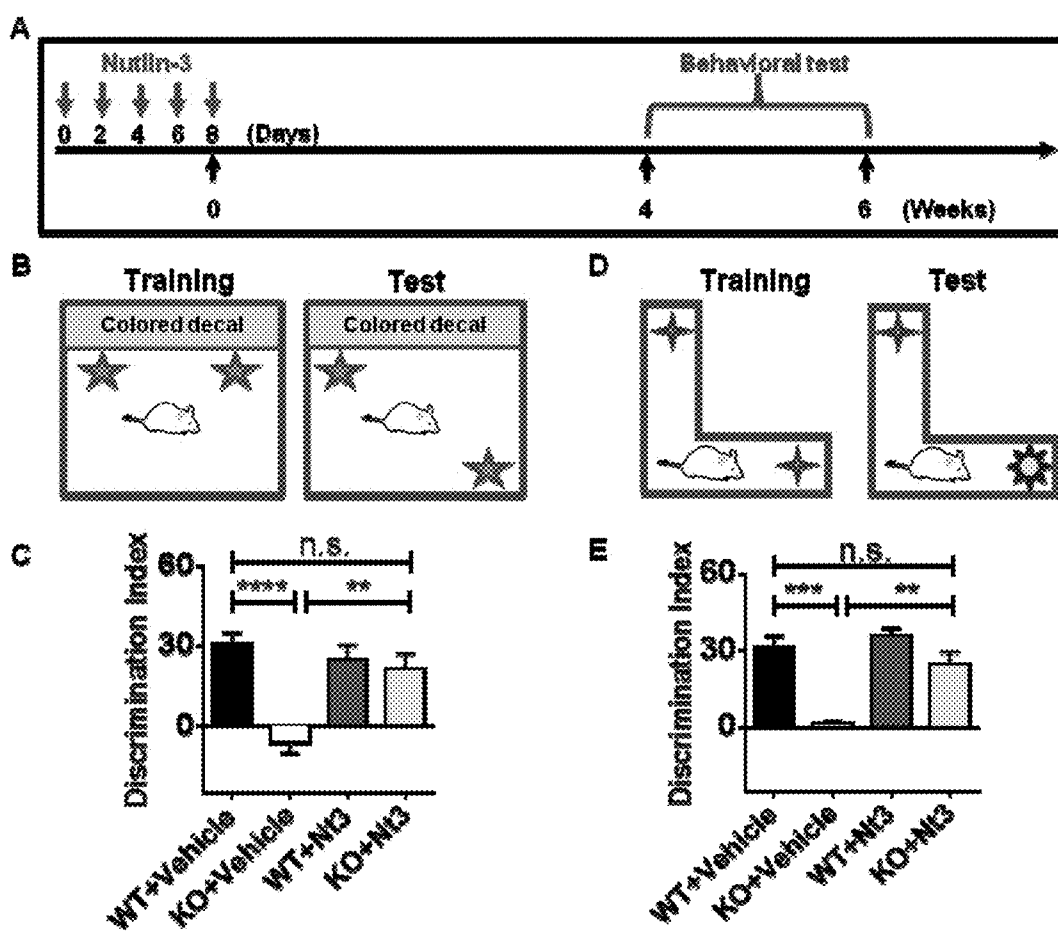 A
Nutlin-3
Behavioral test
0 2 4 6 8 (Days)
0 4 6 (Weeks)
B
Training
Test
Colored decal
Colored decal
D
Training
Test
C
Discrimination Index
60
30
0
n.s.
****
**
WT+Vehicle
KO+Vehicle
WT+Nt3
KO+Nt3
E
Discrimination Index
60
30
0
n.s.
***
**
WT+Vehicle
KO+Vehicle
WT+Nt3
KO+Nt3